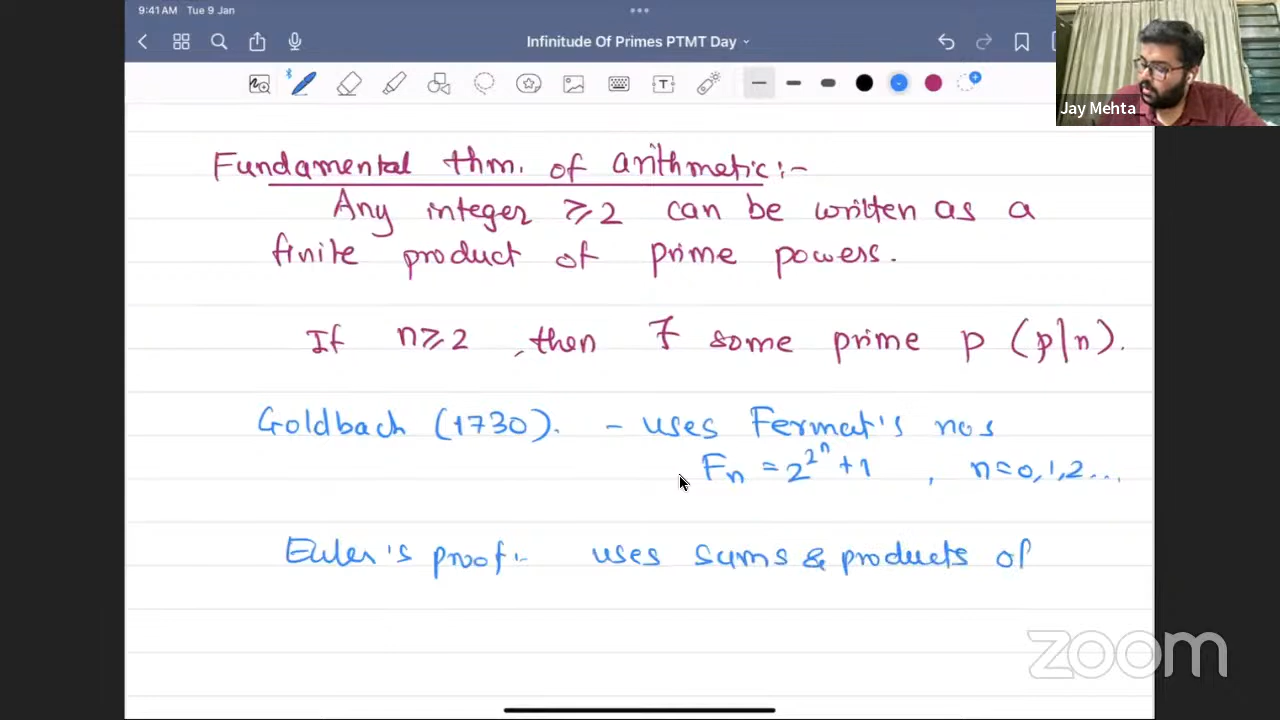 9:41 AM Tue 9 Jan
Infinitude Of Primes PTMT Day
Jay Mehta
Fundamental thm. of arithmetic:-
Any integer ≥2 can be written as a
finite product of prime powers.
If n≥2, then ∃ some prime p (p|n).
Goldbach (1730). - uses Fermat's nos
Fn = 2^2^n + 1 , n=0,1,2...
Euler's proof:- uses sums & products of
zoom